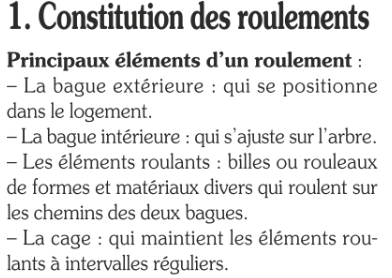 1. Constitution des roulements
Principaux éléments d'un roulement :
– La bague extérieure : qui se positionne
dans le logement.
– La bague intérieure : qui s'ajuste sur l'arbre.
– Les éléments roulants : billes ou rouleaux
de formes et matériaux divers qui roulent sur
les chemins des deux bagues.
– La cage : qui maintient les éléments rou-
lants à intervalles réguliers.